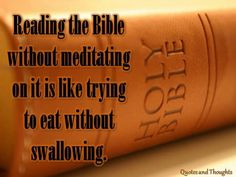 Reading the Bible
without meditating
on it is like trying
to eat without
swallowing.
HOLY
BIBLE
Quotes and Thoughts